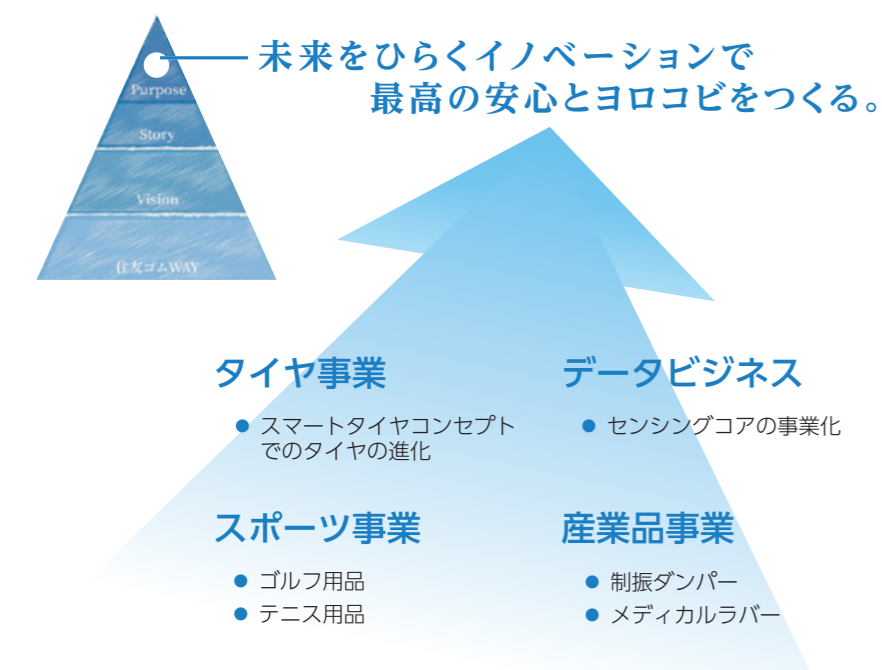 未来をひらくイノベーションで
最高の安心とヨロコビをつくる。
Purpose
Story
Vision
住友ゴムWAY
タイヤ事業
● スマートタイヤコンセプト
でのタイヤの進化
データビジネス
● センシングコアの事業化
スポーツ事業
● ゴルフ用品
● テニス用品
産業品事業
● 制振ダンパー
● メディカルラバー